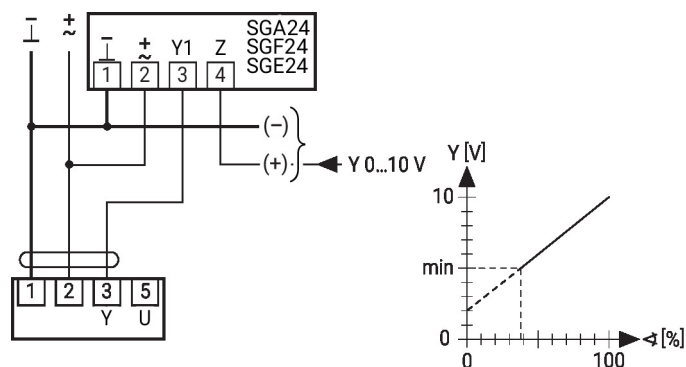 ⊥ − ~ +
SGA24
SGF24
SGE24
⊥ − ~ + Y1 Z
1 2 3 4
(−)
(+) Y 0...10 V
1 2 3 5
Y U
Y [V]
10
min
0
0 100
∢ [%]